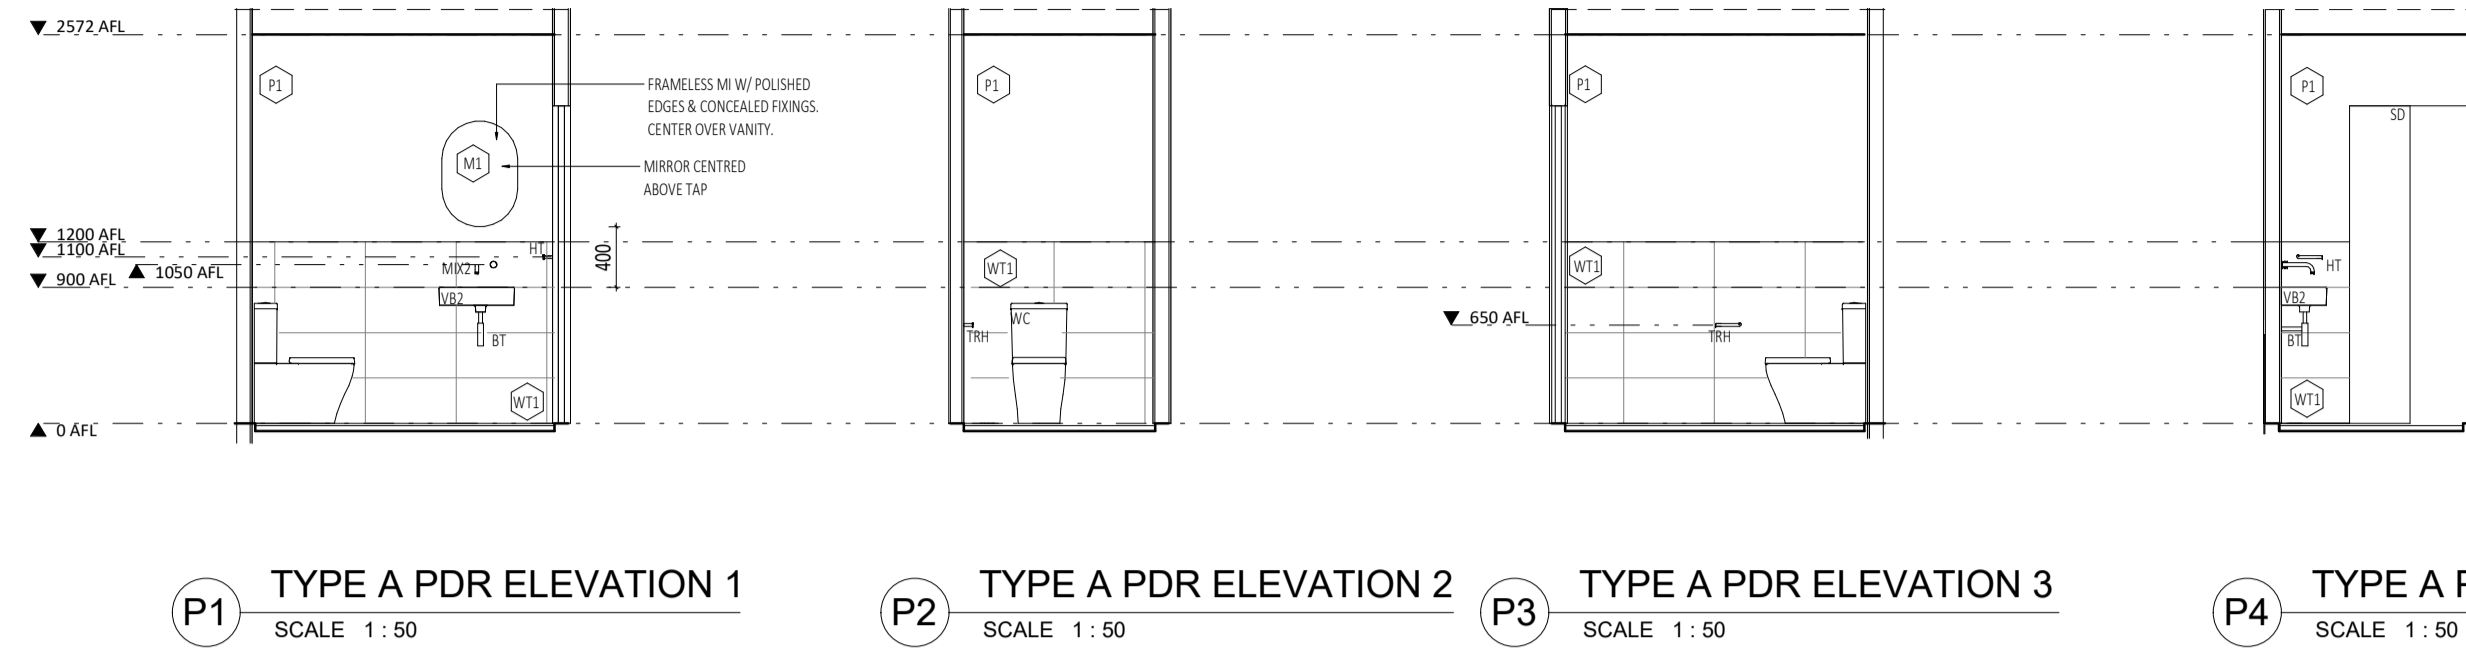 2572 AFL
P1
FRAMELESS MI W/ POLISHED
EDGES & CONCEALED FIXINGS.
CENTER OVER VANITY.
M1
MIRROR CENTRED
ABOVE TAP
1200 AFL
1100 AFL
1050 AFL
900 AFL
HT
MIX2
400
VB2
BT
WT1
0 AFL
P1
WT1
WC
TRH
P1
WT1
650 AFL
TRH
P1
SD
HT
VB2
BT
WT1
P1
TYPE A PDR ELEVATION 1
SCALE 1 : 50
P2
TYPE A PDR ELEVATION 2
SCALE 1 : 50
P3
TYPE A PDR ELEVATION 3
SCALE 1 : 50
P4
TYPE A
SCALE 1 : 50